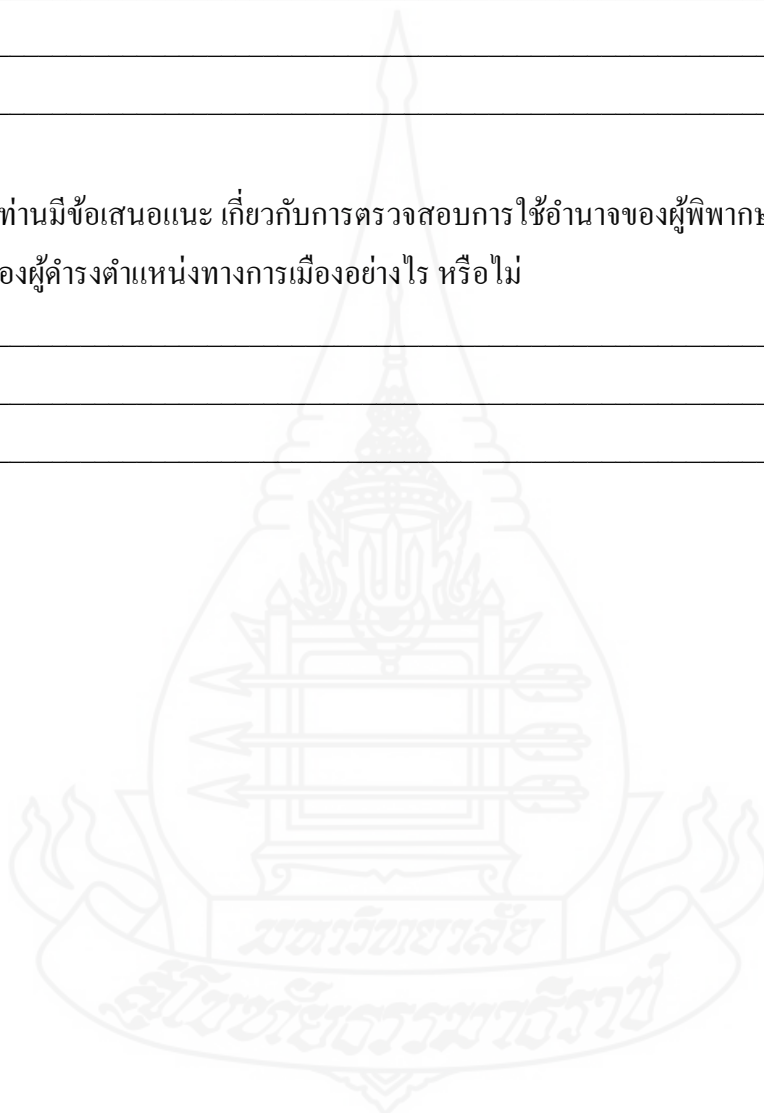 ท่านมีข้อเสนอแนะ เกี่ยวกับการตรวจสอบการใช้อำนาจของผู้พิพากษ
องผู้ดำรงตำแหน่งทางการเมืองอย่างไร หรือไม่
มหาวิทยาลัย
สุโขทัยธรรมาธิราช